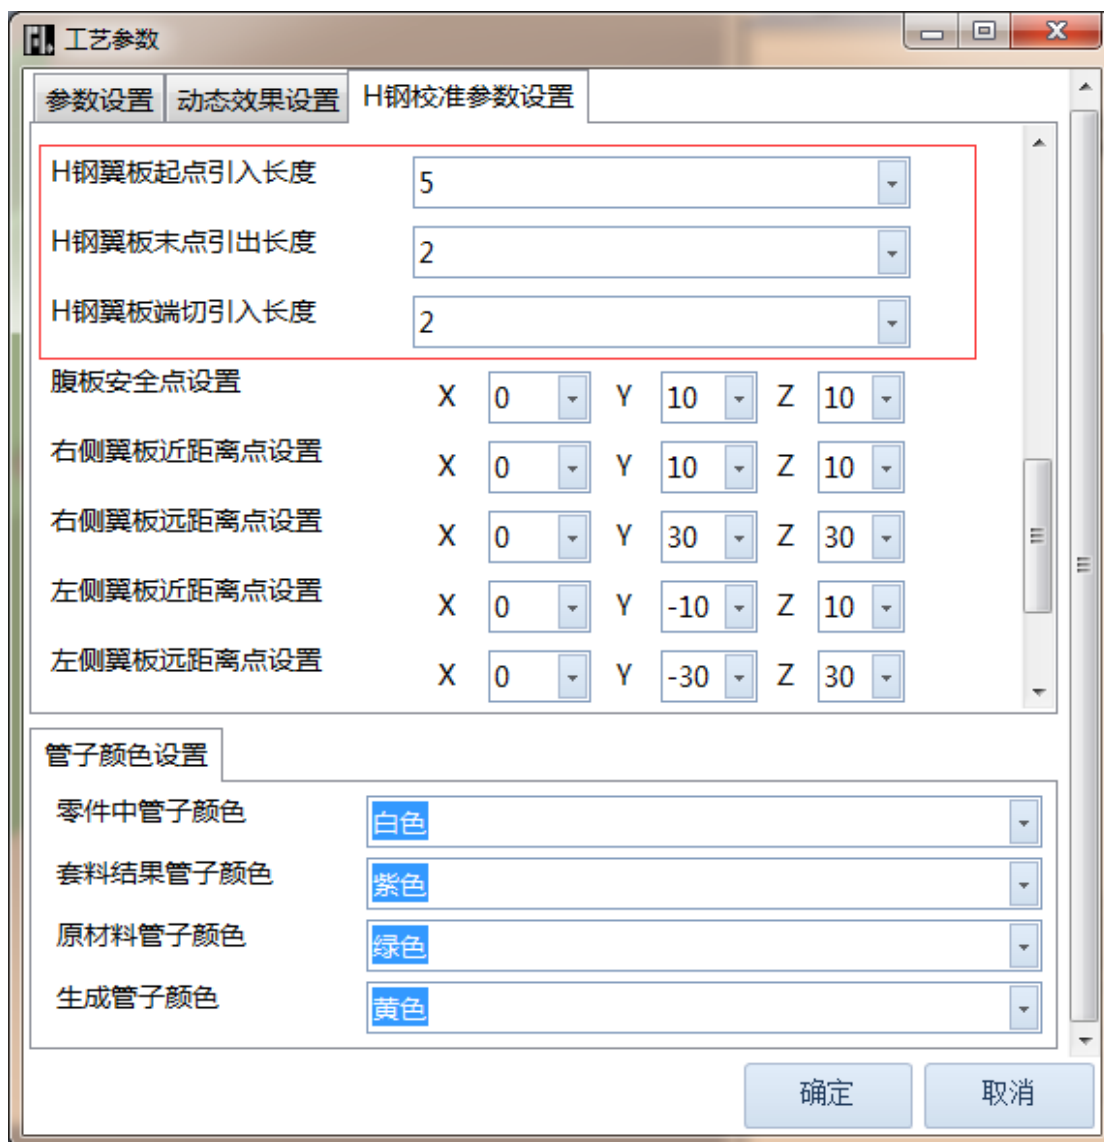 工艺参数
参数设置 动态效果设置 H钢校准参数设置
H钢翼板起点引入长度 5
H钢翼板末点引出长度 2
H钢翼板端切引入长度 2
腹板安全点设置 X 0 Y 10 Z 10
右侧翼板近距离点设置 X 0 Y 10 Z 10
右侧翼板远距离点设置 X 0 Y 30 Z 30
左侧翼板近距离点设置 X 0 Y -10 Z 10
左侧翼板远距离点设置 X 0 Y -30 Z 30
管子颜色设置
零件中管子颜色 白色
套料结果管子颜色 紫色
原材料管子颜色 绿色
生成管子颜色 黄色
确定 取消